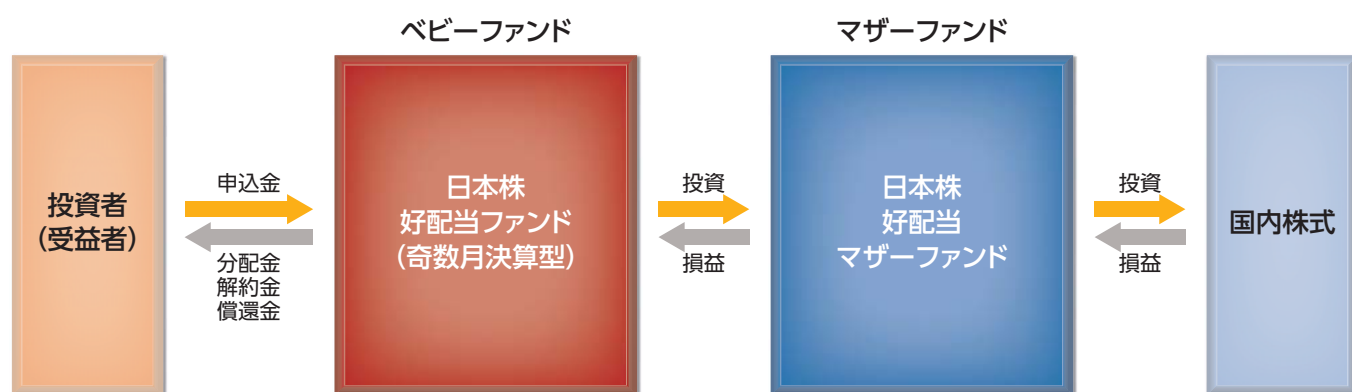 ベビーファンド
マザーファンド
投資者
(受益者)
申込金
分配金
解約金
償還金
日本株
好配当ファンド
(奇数月決算型)
投資
損益
日本株
好配当
マザーファンド
投資
損益
国内株式